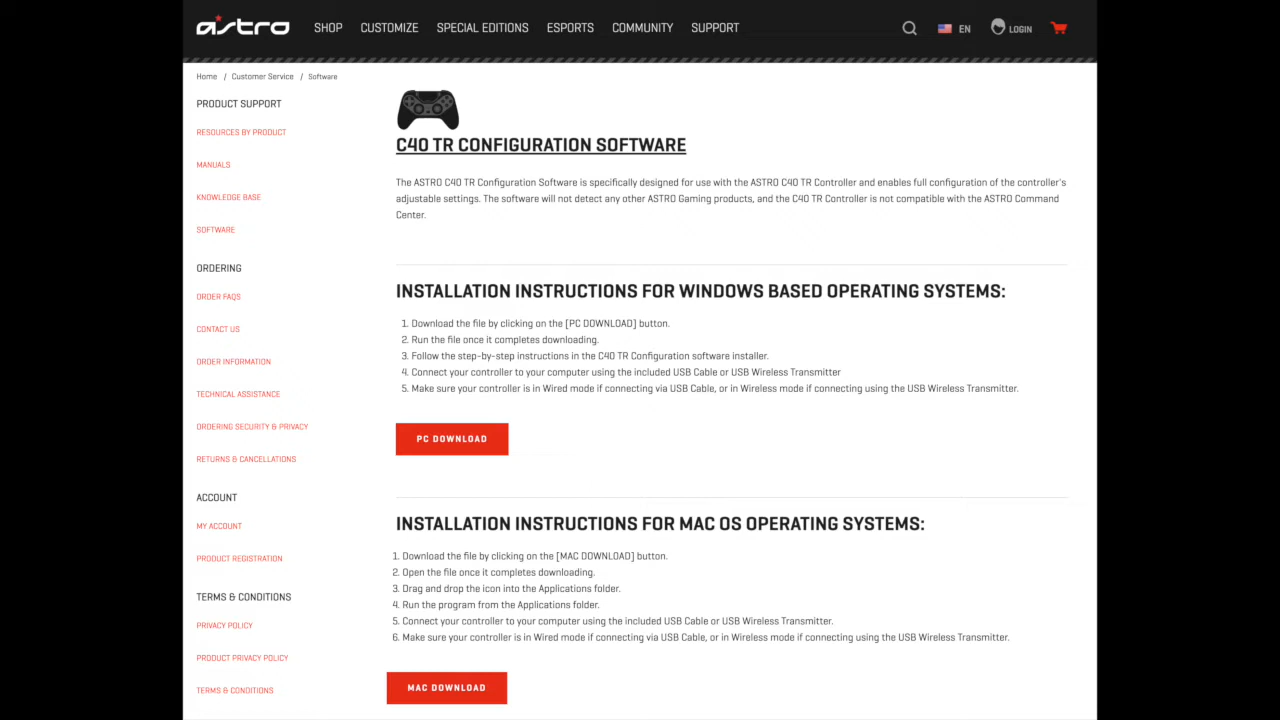 astro
SHOP CUSTOMIZE SPECIAL EDITIONS ESPORTS COMMUNITY SUPPORT EN LOGIN
Home / Customer Service / Software
PRODUCT SUPPORT
RESOURCES BY PRODUCT
MANUALS
KNOWLEDGE BASE
SOFTWARE
ORDERING
ORDER FAQS
CONTACT US
ORDER INFORMATION
TECHNICAL ASSISTANCE
ORDERING SECURITY & PRIVACY
RETURNS & CANCELLATIONS
ACCOUNT
MY ACCOUNT
PRODUCT REGISTRATION
TERMS & CONDITIONS
PRIVACY POLICY
PRODUCT PRIVACY POLICY
TERMS & CONDITIONS
C40 TR CONFIGURATION SOFTWARE
The ASTRO C40 TR Configuration Software is specifically designed for use with the ASTRO C40 TR Controller and enables full configuration of the controller's
adjustable settings. The software will not detect any other ASTRO Gaming products, and the C40 TR Controller is not compatible with the ASTRO Command
Center.
INSTALLATION INSTRUCTIONS FOR WINDOWS BASED OPERATING SYSTEMS:
1. Download the file by clicking on the [PC DOWNLOAD] button.
2. Run the file once it completes downloading.
3. Follow the step-by-step instructions in the C40 TR Configuration software installer.
4. Connect your controller to your computer using the included USB Cable or USB Wireless Transmitter
5. Make sure your controller is in Wired mode if connecting via USB Cable, or in Wireless mode if connecting using the USB Wireless Transmitter.
PC DOWNLOAD
INSTALLATION INSTRUCTIONS FOR MAC OS OPERATING SYSTEMS:
1. Download the file by clicking on the [MAC DOWNLOAD] button.
2. Open the file once it completes downloading.
3. Drag and drop the icon into the Applications folder.
4. Run the program from the Applications folder.
5. Connect your controller to your computer using the included USB Cable or USB Wireless Transmitter.
6. Make sure your controller is in Wired mode if connecting via USB Cable, or in Wireless mode if connecting using the USB Wireless Transmitter.
MAC DOWNLOAD